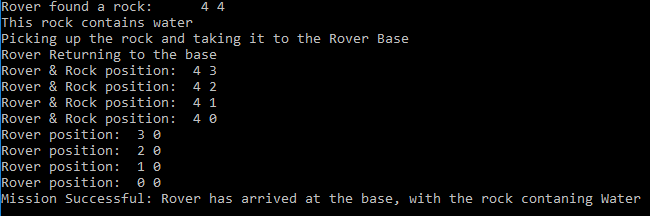 Rover found a rock:      4 4
This rock contains water
Picking up the rock and taking it to the Rover Base
Rover Returning to the base
Rover & Rock position:  4 3
Rover & Rock position:  4 2
Rover & Rock position:  4 1
Rover & Rock position:  4 0
Rover position:  3 0
Rover position:  2 0
Rover position:  1 0
Rover position:  0 0
Mission Successful: Rover has arrived at the base, with the rock contaning Water